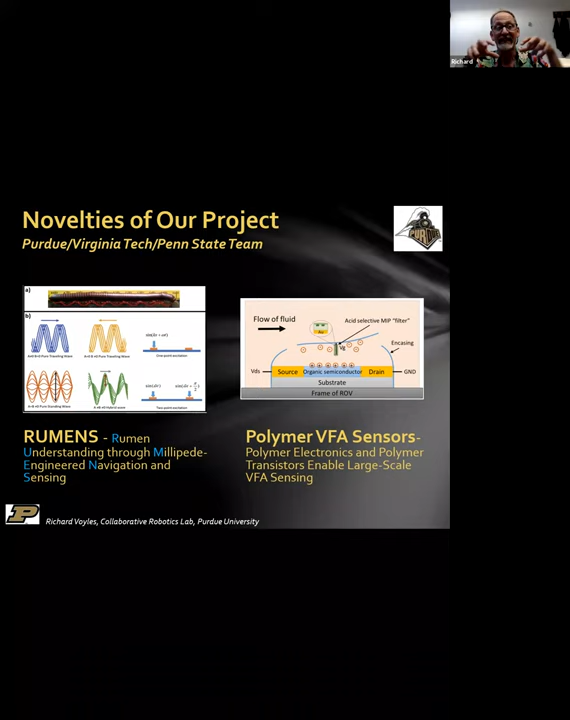 Richard
Novelties of Our Project
Purdue/Virginia Tech/Penn State Team
PURDUE
a)
b)
Flow of fluid
Acid selective MIP "filter"
Encasing
Vg
Vds
Source
Organic semiconductor
Drain
GND
Substrate
Frame of ROV
RUMENS - Rumen
Understanding through Millipede-
Engineered Navigation and
Sensing
Polymer VFA Sensors-
Polymer Electronics and Polymer
Transistors Enable Large-Scale
VFA Sensing
P
Richard Voyles, Collaborative Robotics Lab, Purdue University